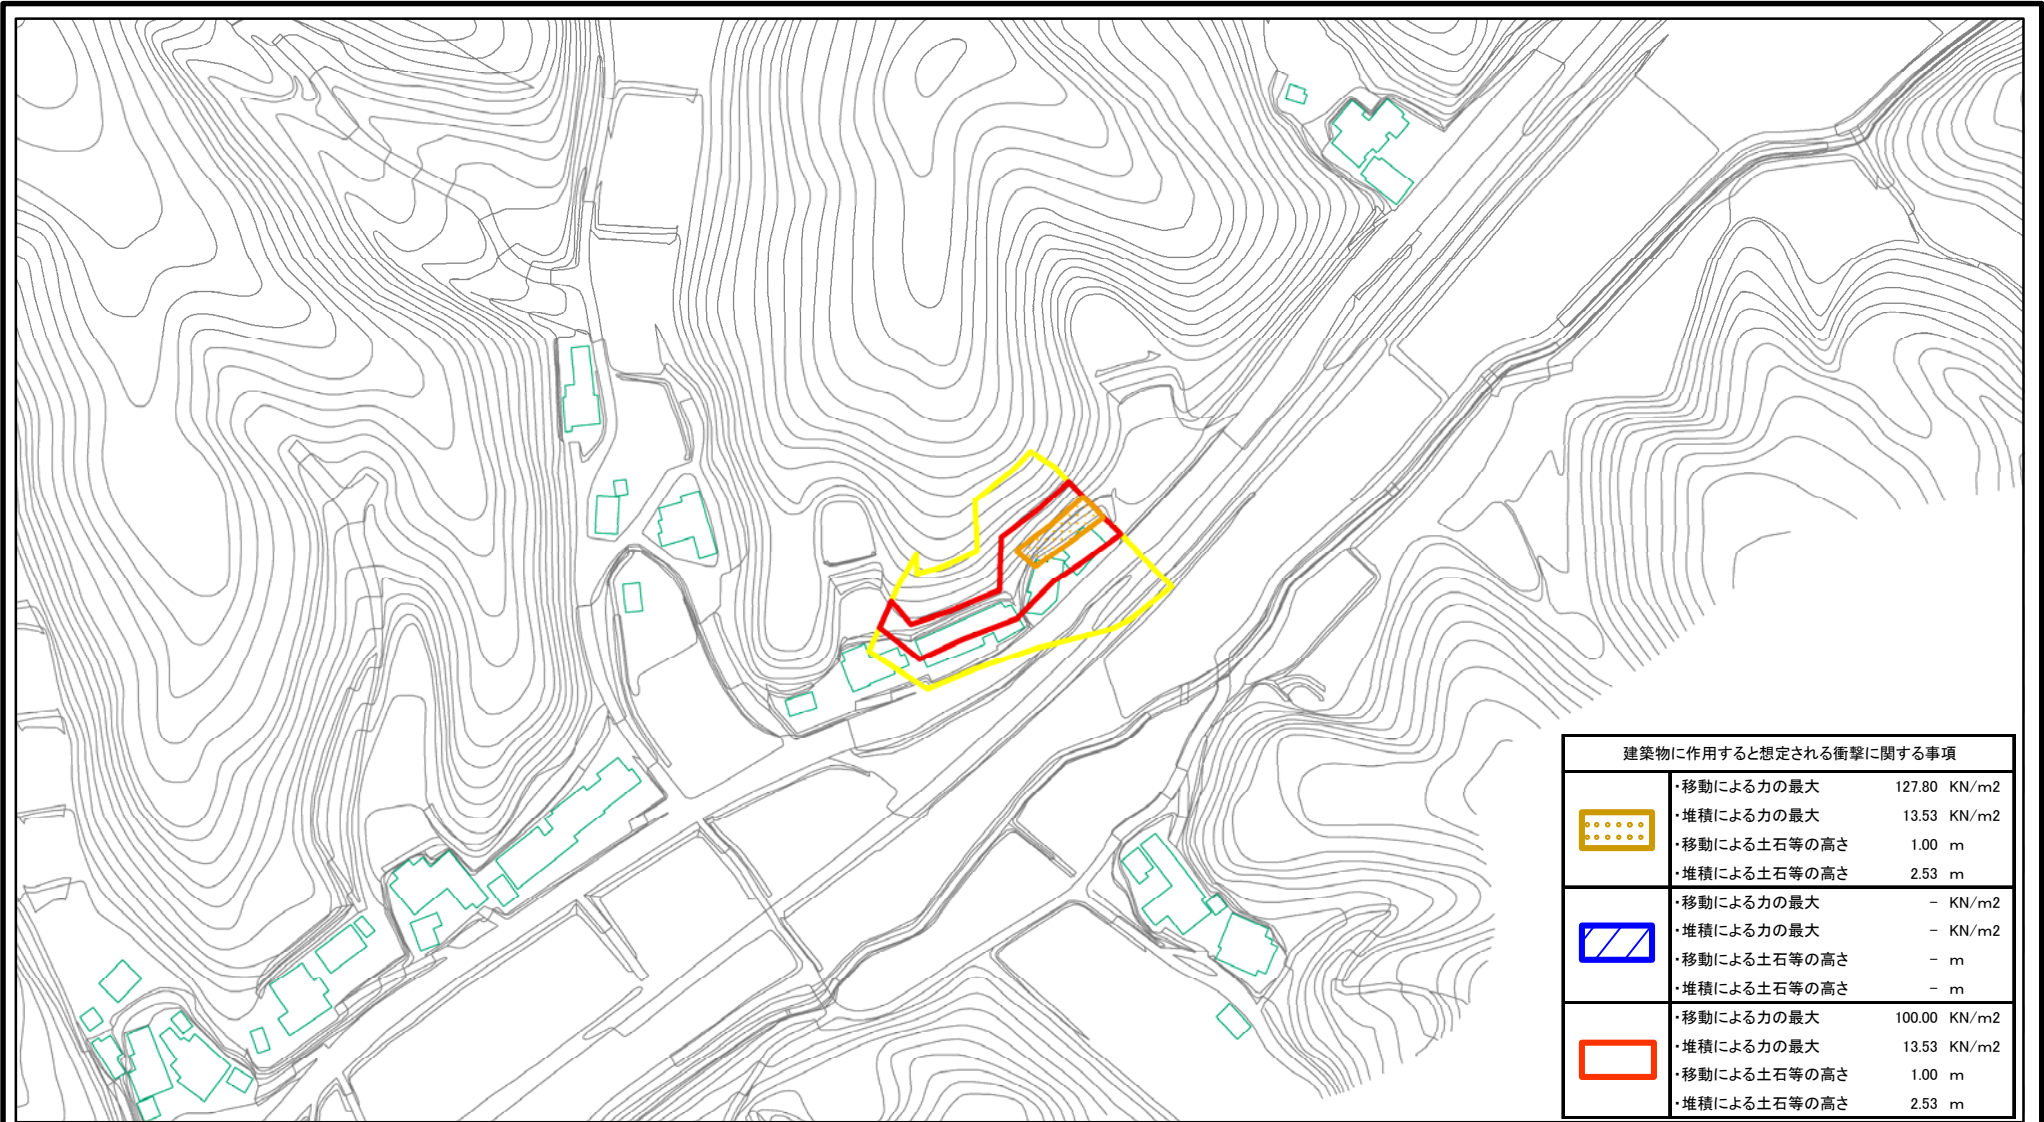 建築物に作用すると想定される衝撃に関する事項
・移動による力の最大 127.80 KN/m2
・堆積による力の最大 13.53 KN/m2
・移動による土石等の高さ 1.00 m
・堆積による土石等の高さ 2.53 m
・移動による力の最大 - KN/m2
・堆積による力の最大 - KN/m2
・移動による土石等の高さ - m
・堆積による土石等の高さ - m
・移動による力の最大 100.00 KN/m2
・堆積による力の最大 13.53 KN/m2
・移動による土石等の高さ 1.00 m
・堆積による土石等の高さ 2.53 m